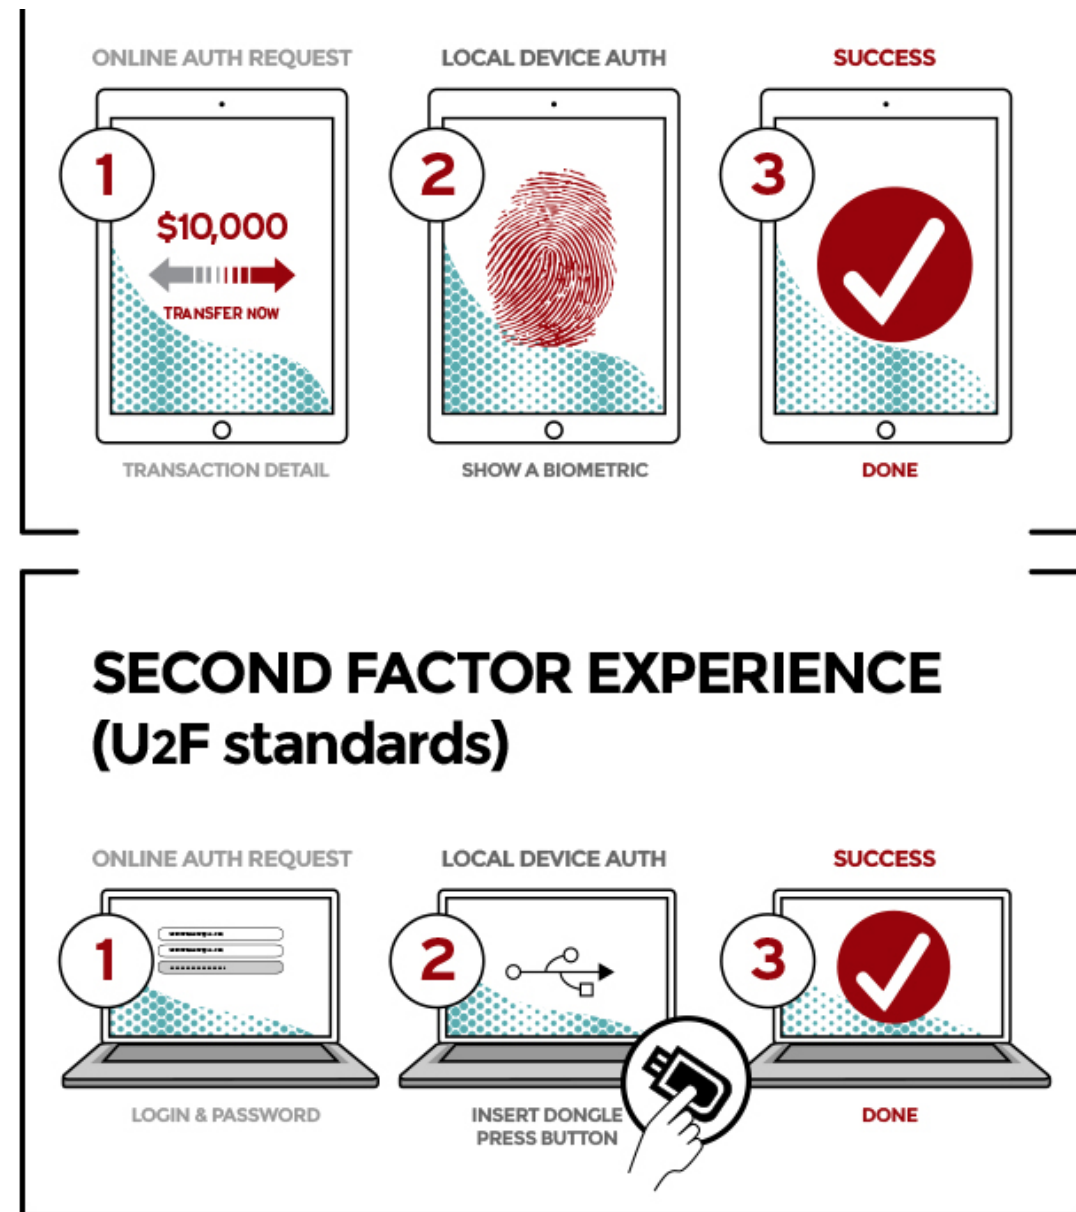 ONLINE AUTH REQUEST
LOCAL DEVICE AUTH
SUCCESS
1
2
3
$10,000
TRANSFER NOW
TRANSACTION DETAIL
SHOW A BIOMETRIC
DONE
SECOND FACTOR EXPERIENCE
(U2F standards)
ONLINE AUTH REQUEST
LOCAL DEVICE AUTH
SUCCESS
1
2
3
LOGIN & PASSWORD
INSERT DONGLE
PRESS BUTTON
DONE